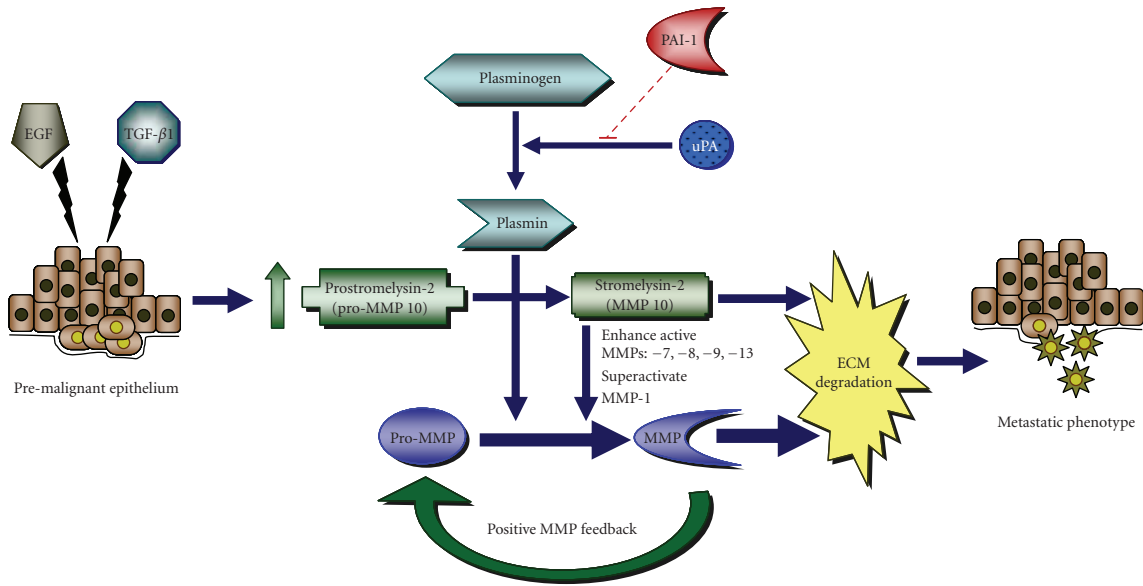 PAI-1
Plasminogen
EGF
TGF-β1
uPA
Plasmin
Prostromelysin-2
(pro-MMP 10)
Stromelysin-2
(MMP 10)
Enhance active
MMPs: −7, −8, −9, −13
Superactivate
MMP-1
ECM
degradation
Pre-malignant epithelium
Metastatic phenotype
Pro-MMP
MMP
Positive MMP feedback